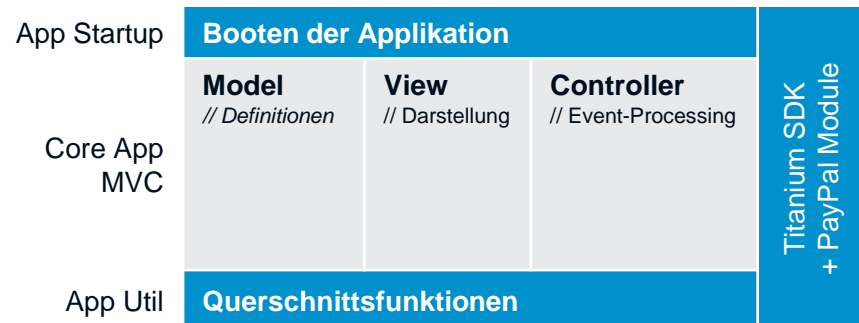 App Startup
Booten der Applikation
Core App
MVC
Model
// Definitionen
View
// Darstellung
Controller
// Event-Processing
App Util
Querschnittsfunktionen
Titanium SDK
+ PayPal Module